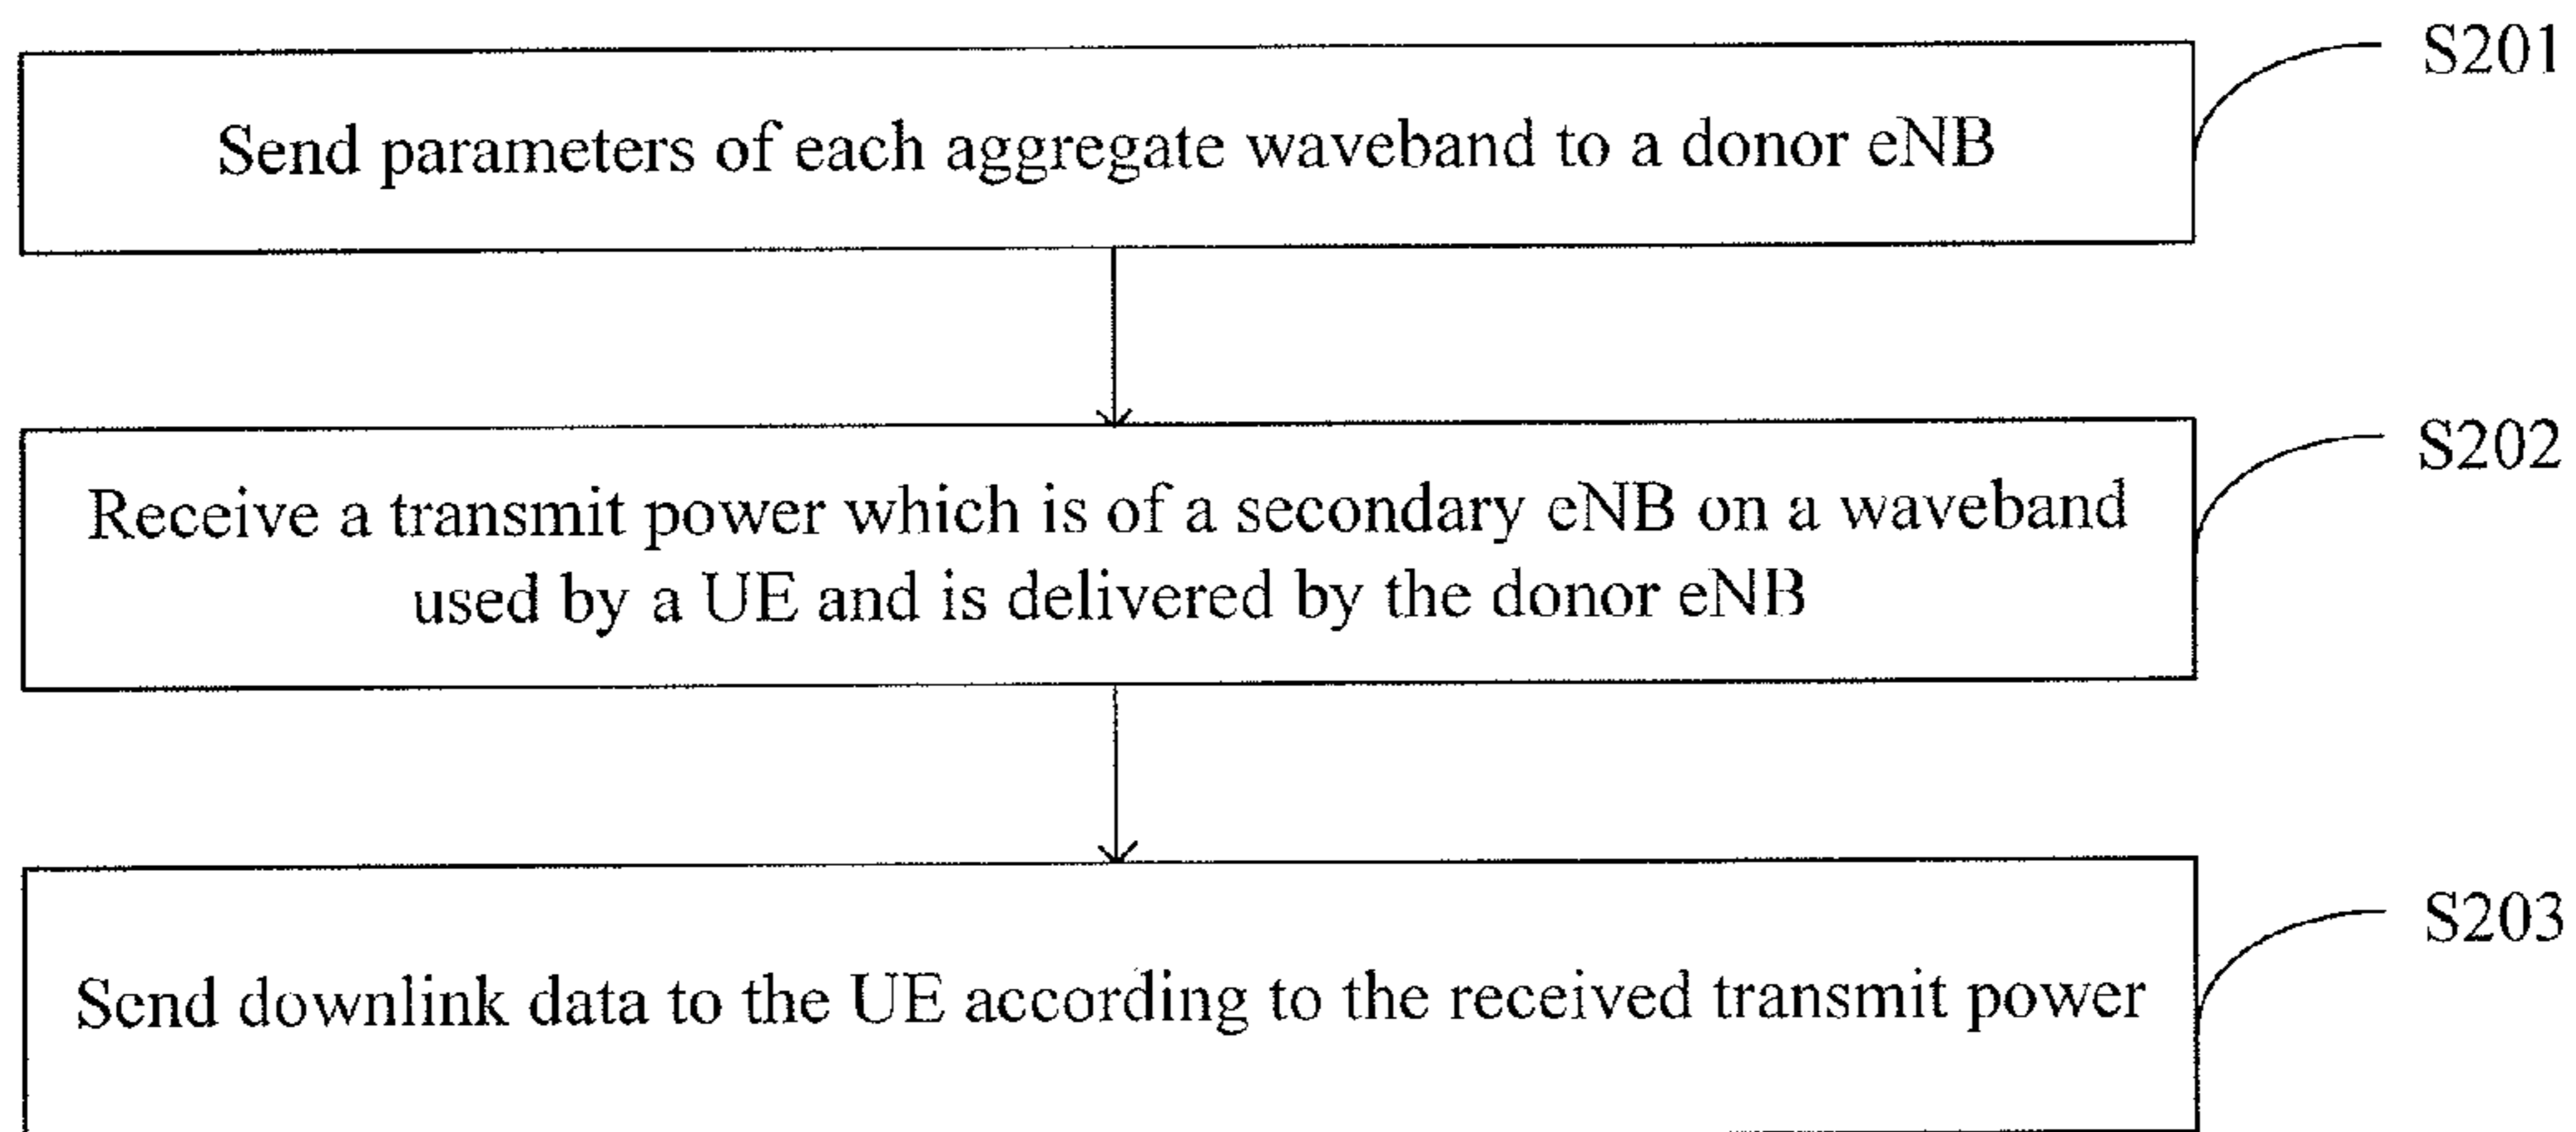 S201
Send parameters of each aggregate waveband to a donor eNB
S202
Receive a transmit power which is of a secondary eNB on a waveband
used by a UE and is delivered by the donor eNB
S203
Send downlink data to the UE according to the received transmit power